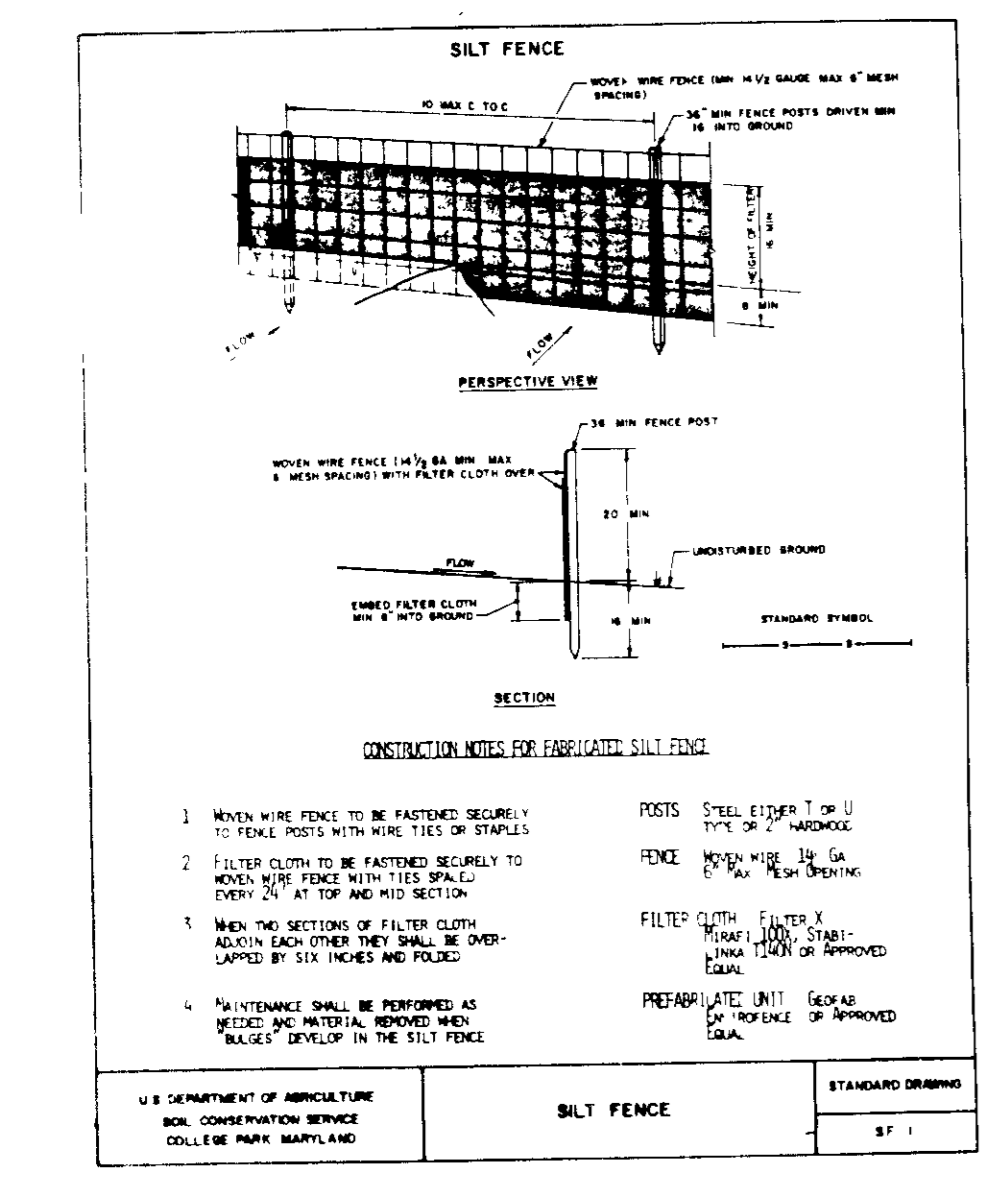 SILT FENCE
WOVEN WIRE FENCE (MIN 14 1/2 GAUGE MAX 6" MESH
SPACING)
10 MAX C TO C
36" MIN FENCE POSTS DRIVEN MIN
16 INTO GROUND
HEIGHT OF FILTER
16 MIN
8 MIN
FLOW
FLOW
PERSPECTIVE VIEW
36 MIN FENCE POST
WOVEN WIRE FENCE (14 1/2 GA MIN MAX
6 MESH SPACING) WITH FILTER CLOTH OVER
20 MIN
UNDISTURBED GROUND
FLOW
EMBED FILTER CLOTH
MIN 8" INTO GROUND
16 MIN
STANDARD SYMBOL
S S
SECTION
CONSTRUCTION NOTES FOR FABRICATED SILT FENCE
1 WOVEN WIRE FENCE TO BE FASTENED SECURELY
TO FENCE POSTS WITH WIRE TIES OR STAPLES
2 FILTER CLOTH TO BE FASTENED SECURELY TO
WOVEN WIRE FENCE WITH TIES SPACED
EVERY 24" AT TOP AND MID SECTION
3 WHEN TWO SECTIONS OF FILTER CLOTH
ADJOIN EACH OTHER THEY SHALL BE OVER-
LAPPED BY SIX INCHES AND FOLDED
4 MAINTENANCE SHALL BE PERFORMED AS
NEEDED AND MATERIAL REMOVED WHEN
"BULGES" DEVELOP IN THE SILT FENCE
POSTS STEEL EITHER T OR U
TYPE OR 2" HARDWOOD
FENCE WOVEN WIRE 14 GA
6" MAX MESH OPENING
FILTER CLOTH FILTER X
MIRAFI 100X, STABI-
LINKA T140N OR APPROVED
EQUAL
PREFABRICATED UNIT GEOFAB
ENVIROFENCE OR APPROVED
EQUAL
U S DEPARTMENT OF AGRICULTURE
SOIL CONSERVATION SERVICE
COLLEGE PARK MARYLAND
SILT FENCE
STANDARD DRAWING
SF 1